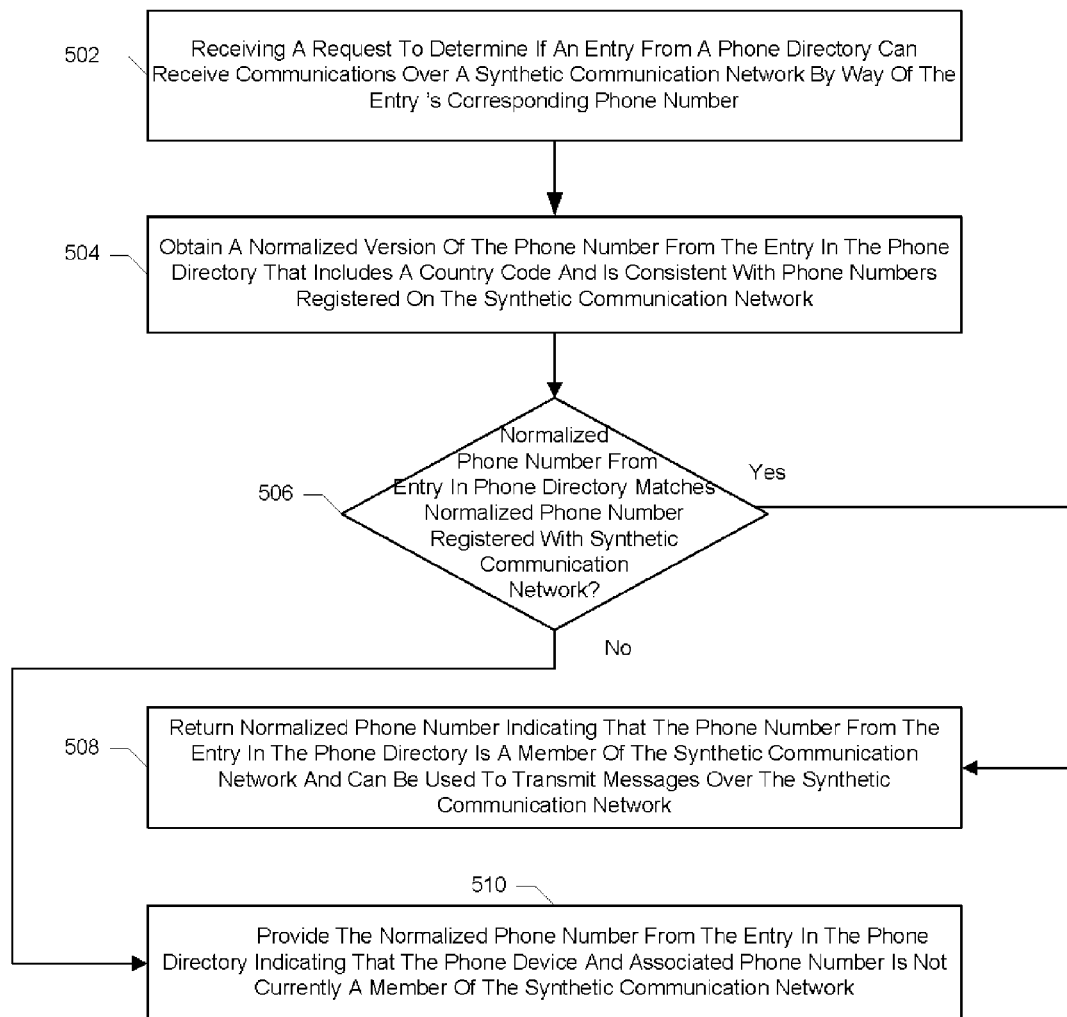 502
Receiving A Request To Determine If An Entry From A Phone Directory Can
Receive Communications Over A Synthetic Communication Network By Way Of The
Entry 's Corresponding Phone Number
504
Obtain A Normalized Version Of The Phone Number From The Entry In The Phone
Directory That Includes A Country Code And Is Consistent With Phone Numbers
Registered On The Synthetic Communication Network
506
Normalized
Phone Number From
Entry In Phone Directory Matches
Normalized Phone Number
Registered With Synthetic
Communication
Network?
Yes
No
508
Return Normalized Phone Number Indicating That The Phone Number From The
Entry In The Phone Directory Is A Member Of The Synthetic Communication
Network And Can Be Used To Transmit Messages Over The Synthetic
Communication Network
510
Provide The Normalized Phone Number From The Entry In The Phone
Directory Indicating That The Phone Device And Associated Phone Number Is Not
Currently A Member Of The Synthetic Communication Network